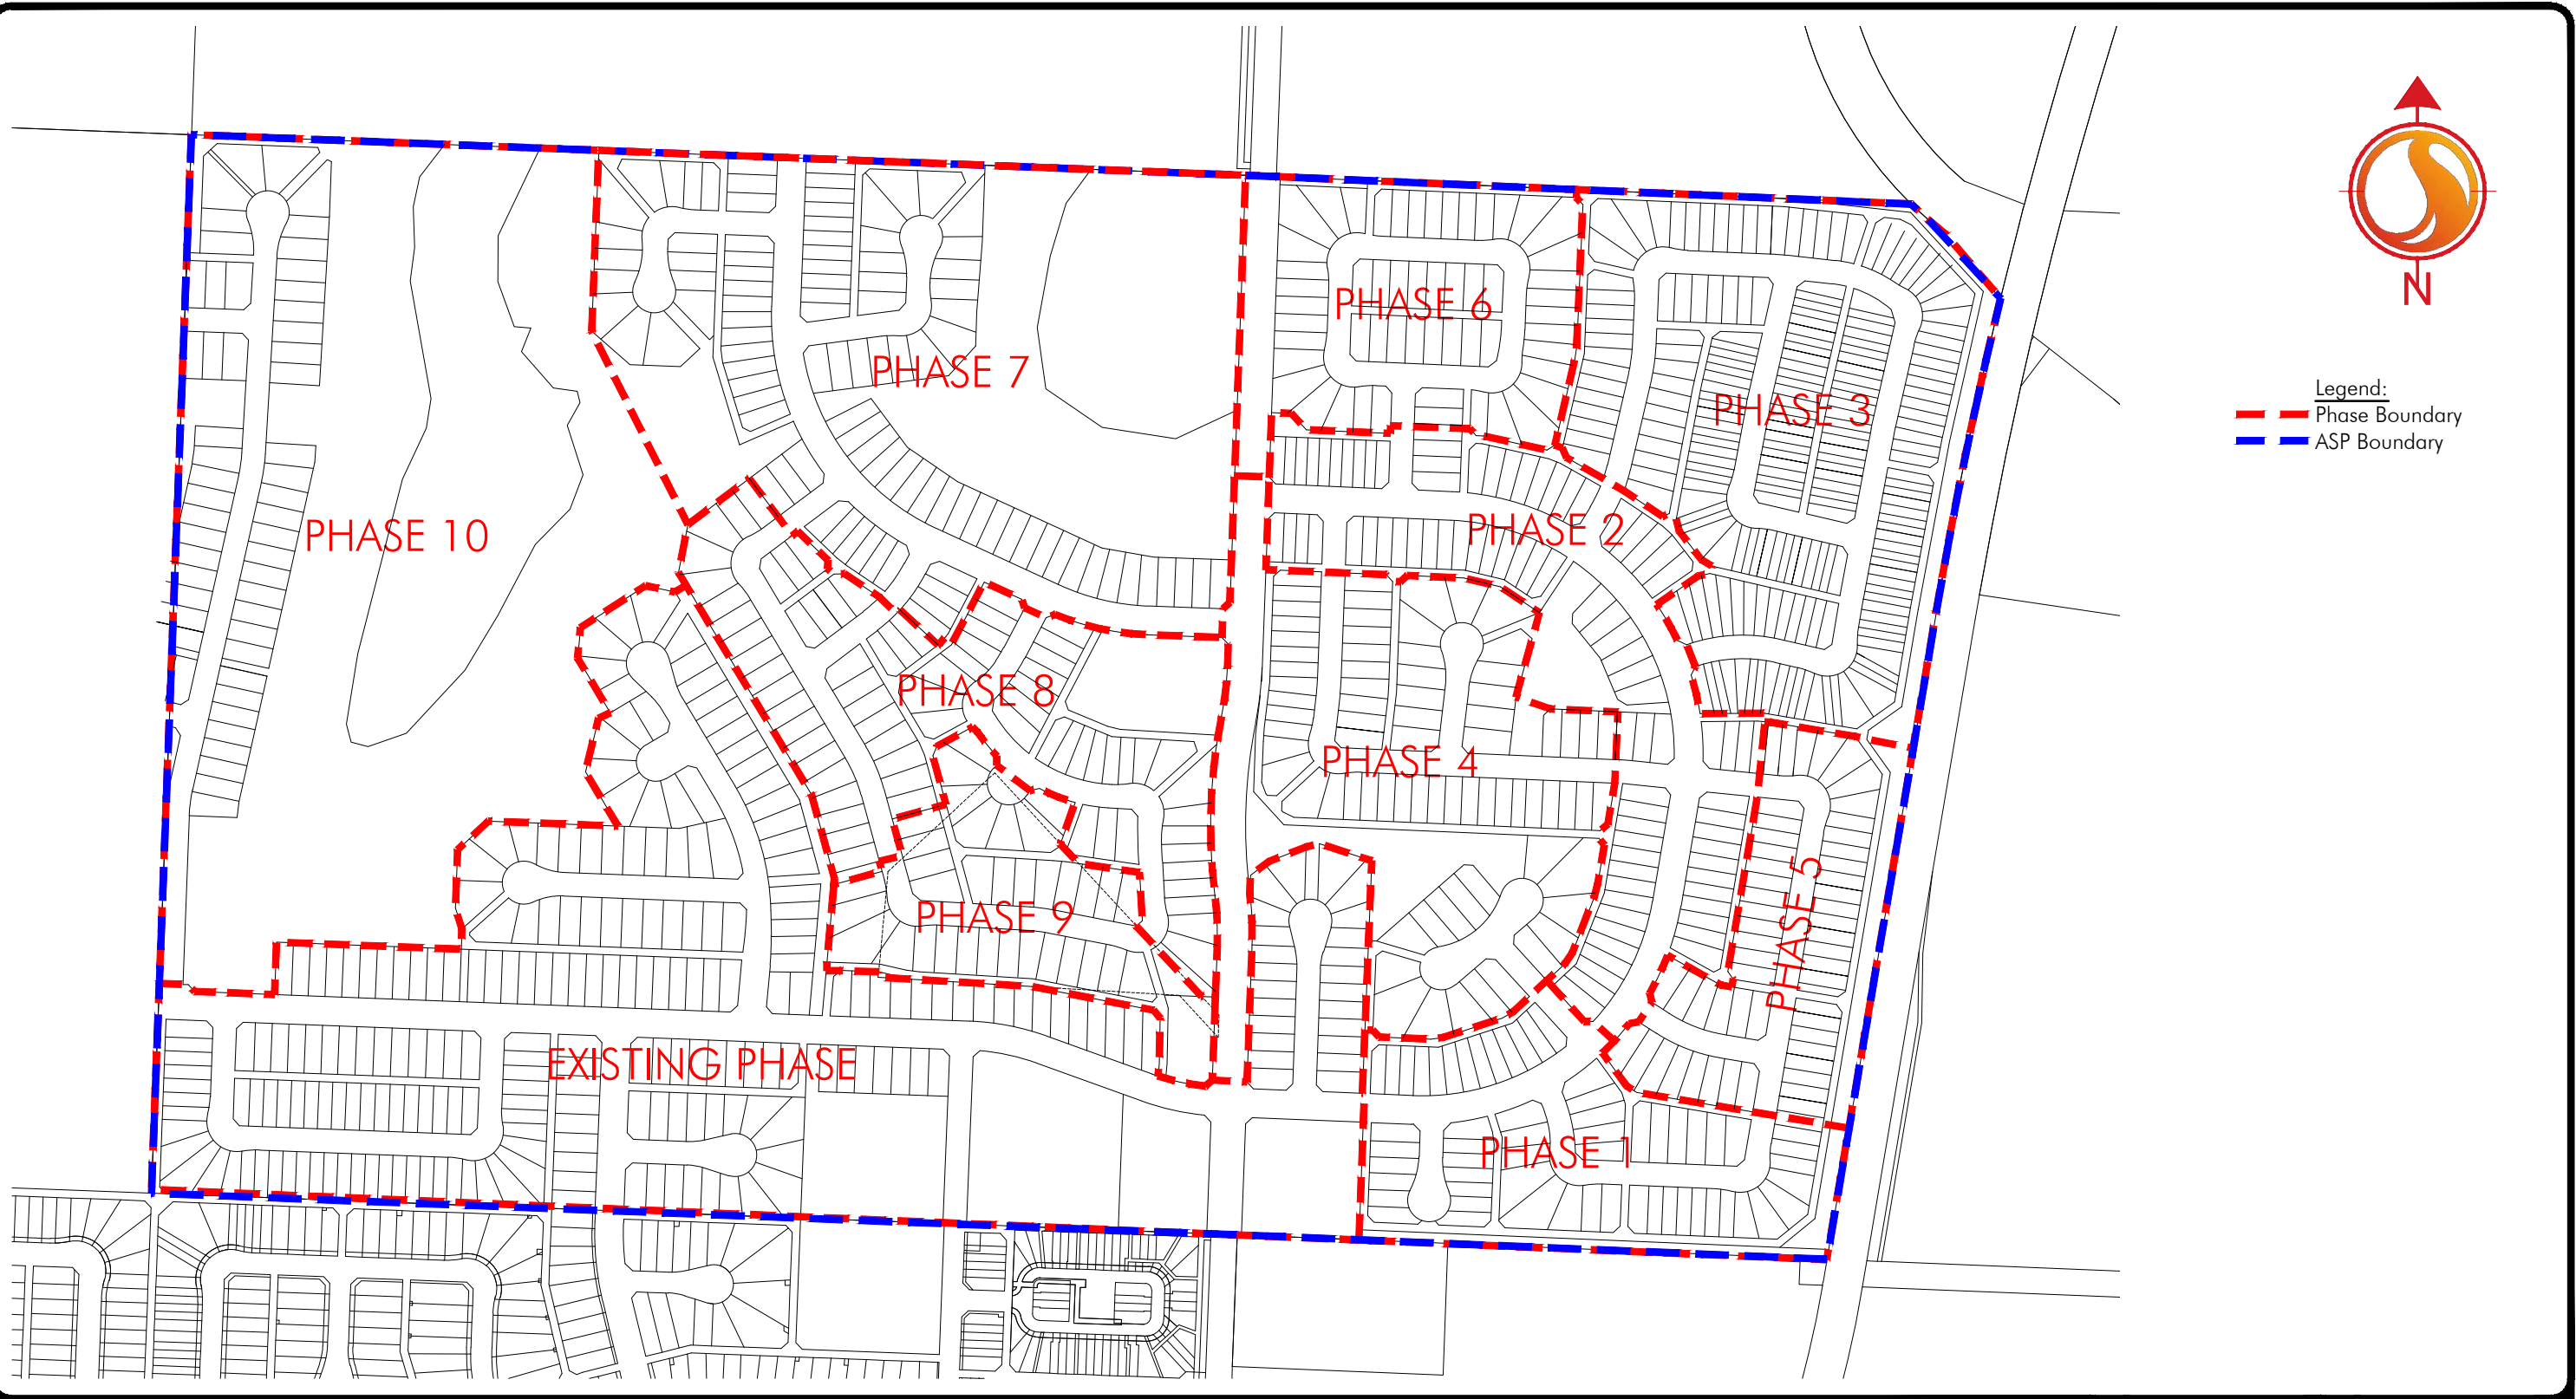 N
Legend:
Phase Boundary
ASP Boundary
PHASE 6
PHASE 7
PHASE 3
PHASE 10
PHASE 2
PHASE 8
PHASE 4
PHASE 9
PHASE 5
EXISTING PHASE
PHASE 1